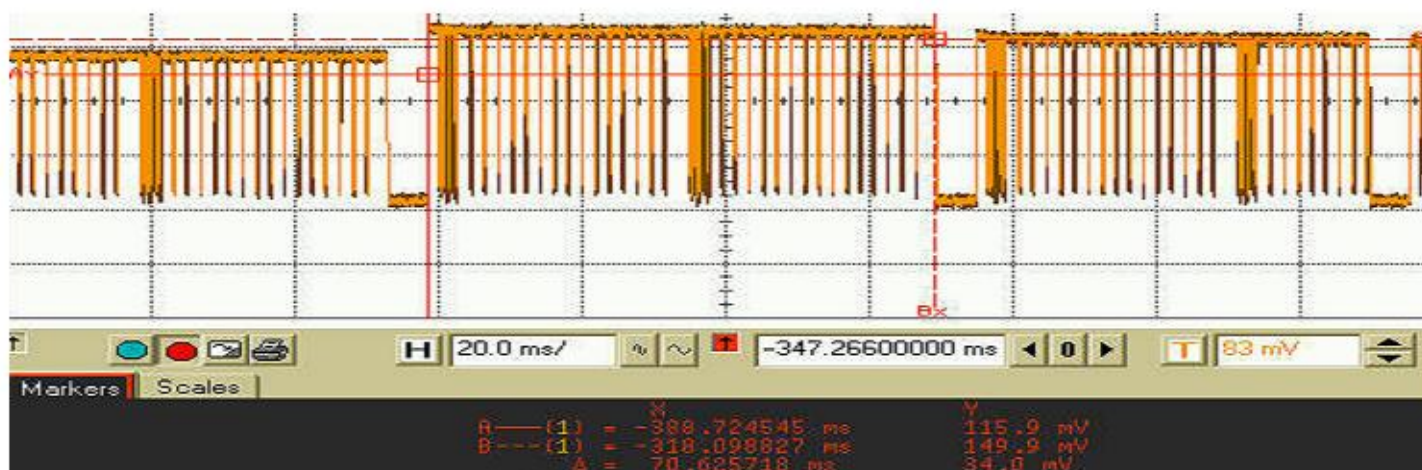 Ay
Bx
H 20.0 ms/ -347.26600000 ms 0 T 83 mV
Markers Scales
X Y
A———(1) = -388.724545 ms 115.9 mV
B---(1) = -318.098827 ms 149.9 mV
Δ = 70.625718 ms 34.0 mV